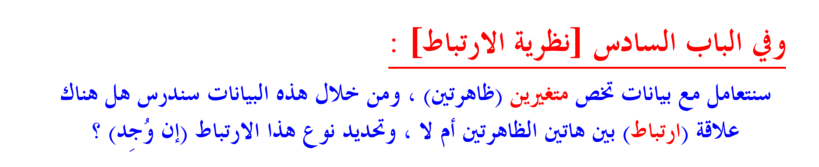 وفي الباب السادس [نظرية الارتباط] :
سنتعامل مع بيانات تخص متغيرين (ظاهرتين) ، ومن خلال هذه البيانات سندرس هل هناك
علاقة (ارتباط) بين هاتين الظاهرتين أم لا ، وتحديد نوع هذا الارتباط (إن وُجِد) ؟